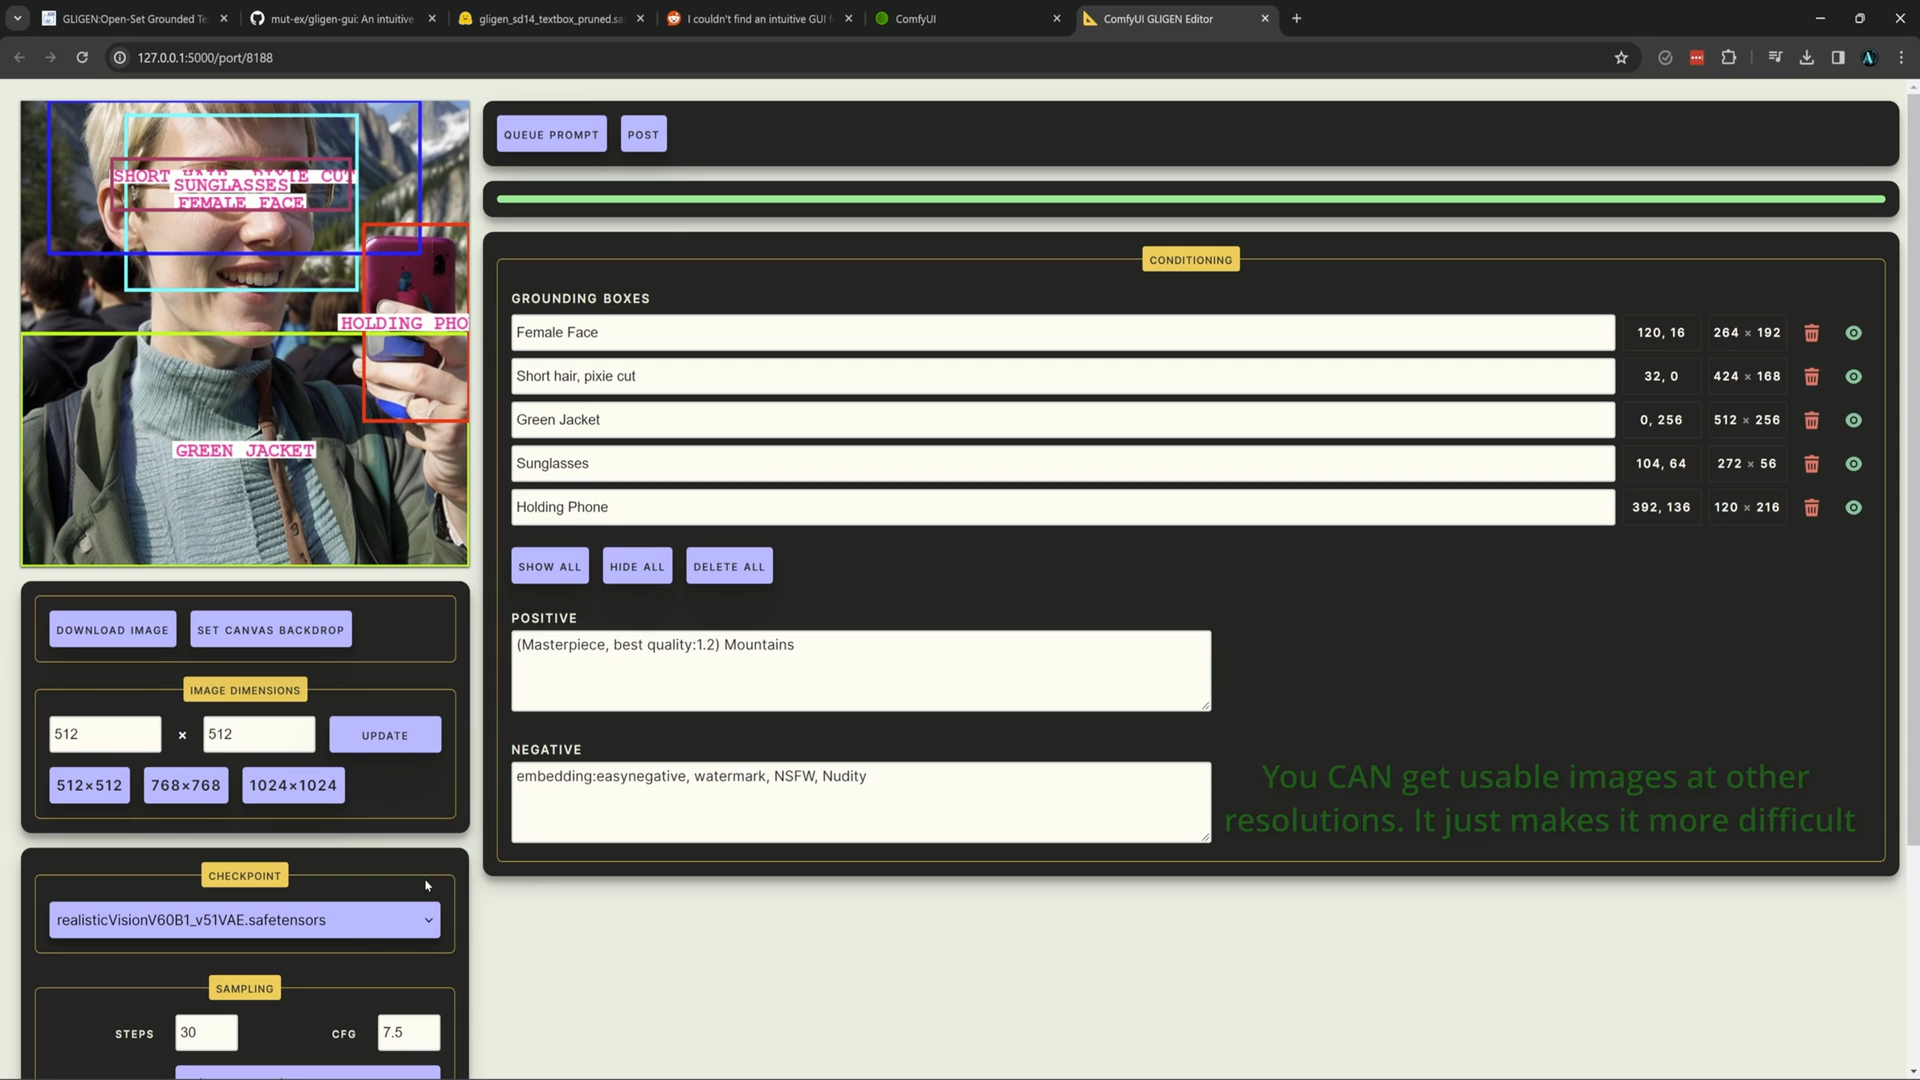 GLIGEN:Open-Set Grounded Te
mut-ex/gligen-gui: An intuitive
gligen_sd14_textbox_pruned.sa
I couldn't find an intuitive GUI f
ComfyUI
ComfyUI GLIGEN Editor
127.0.0.1:5000/port/8188
SHORT HAIR, PIXIE CUT
SUNGLASSES
FEMALE FACE
HOLDING PHO
GREEN JACKET
QUEUE PROMPT
POST
CONDITIONING
GROUNDING BOXES
Female Face 120, 16 264 × 192
Short hair, pixie cut 32, 0 424 × 168
Green Jacket 0, 256 512 × 256
Sunglasses 104, 64 272 × 56
Holding Phone 392, 136 120 × 216
SHOW ALL HIDE ALL DELETE ALL
POSITIVE
(Masterpiece, best quality:1.2) Mountains
NEGATIVE
embedding:easynegative, watermark, NSFW, Nudity
You CAN get usable images at other
resolutions. It just makes it more difficult
DOWNLOAD IMAGE SET CANVAS BACKDROP
IMAGE DIMENSIONS
512 × 512 UPDATE
512×512 768×768 1024×1024
CHECKPOINT
realisticVisionV60B1_v51VAE.safetensors
SAMPLING
STEPS 30 CFG 7.5